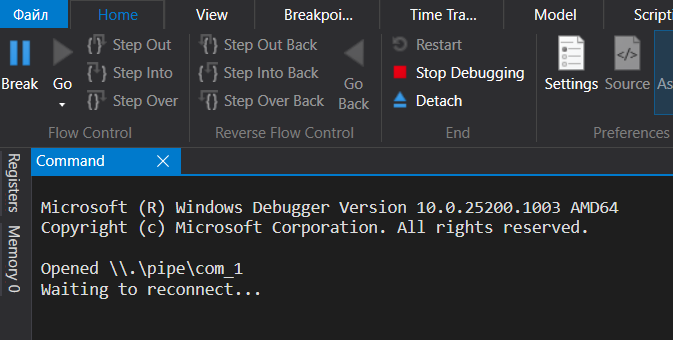 Файл Home View Breakpoi... Time Tra... Model Scripti
Step Out Step Out Back Restart
Break Go Step Into Step Into Back Go Back Stop Debugging Settings Source As
Step Over Step Over Back Detach
Flow Control Reverse Flow Control End Preferences
Registers
Memory 0
Command
Microsoft (R) Windows Debugger Version 10.0.25200.1003 AMD64
Copyright (c) Microsoft Corporation. All rights reserved.
Opened \\.\pipe\com_1
Waiting to reconnect...